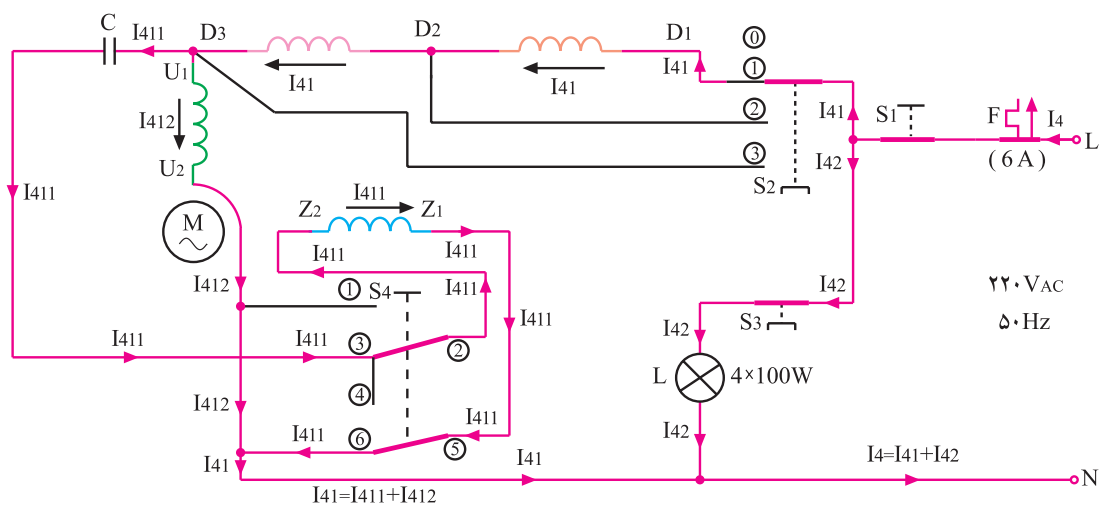 C I411 D3 D2 D1 ⓪
I41 I41 I41 ①
U1 ② I41 S1 F I4
I412 L
③ I42 (6A)
U2 S2
I411 I411
Z2 Z1
M I411 I411
I412 ① S4 I411 I42 ۲۲۰VAC
I411 I42 S3 ۵۰Hz
I411 I411 ③ ②
L 4×100W
④
I412 I411 I42
I411 ⑥ ⑤
I41 I41 I4=I41+I42 N
I41=I411+I412